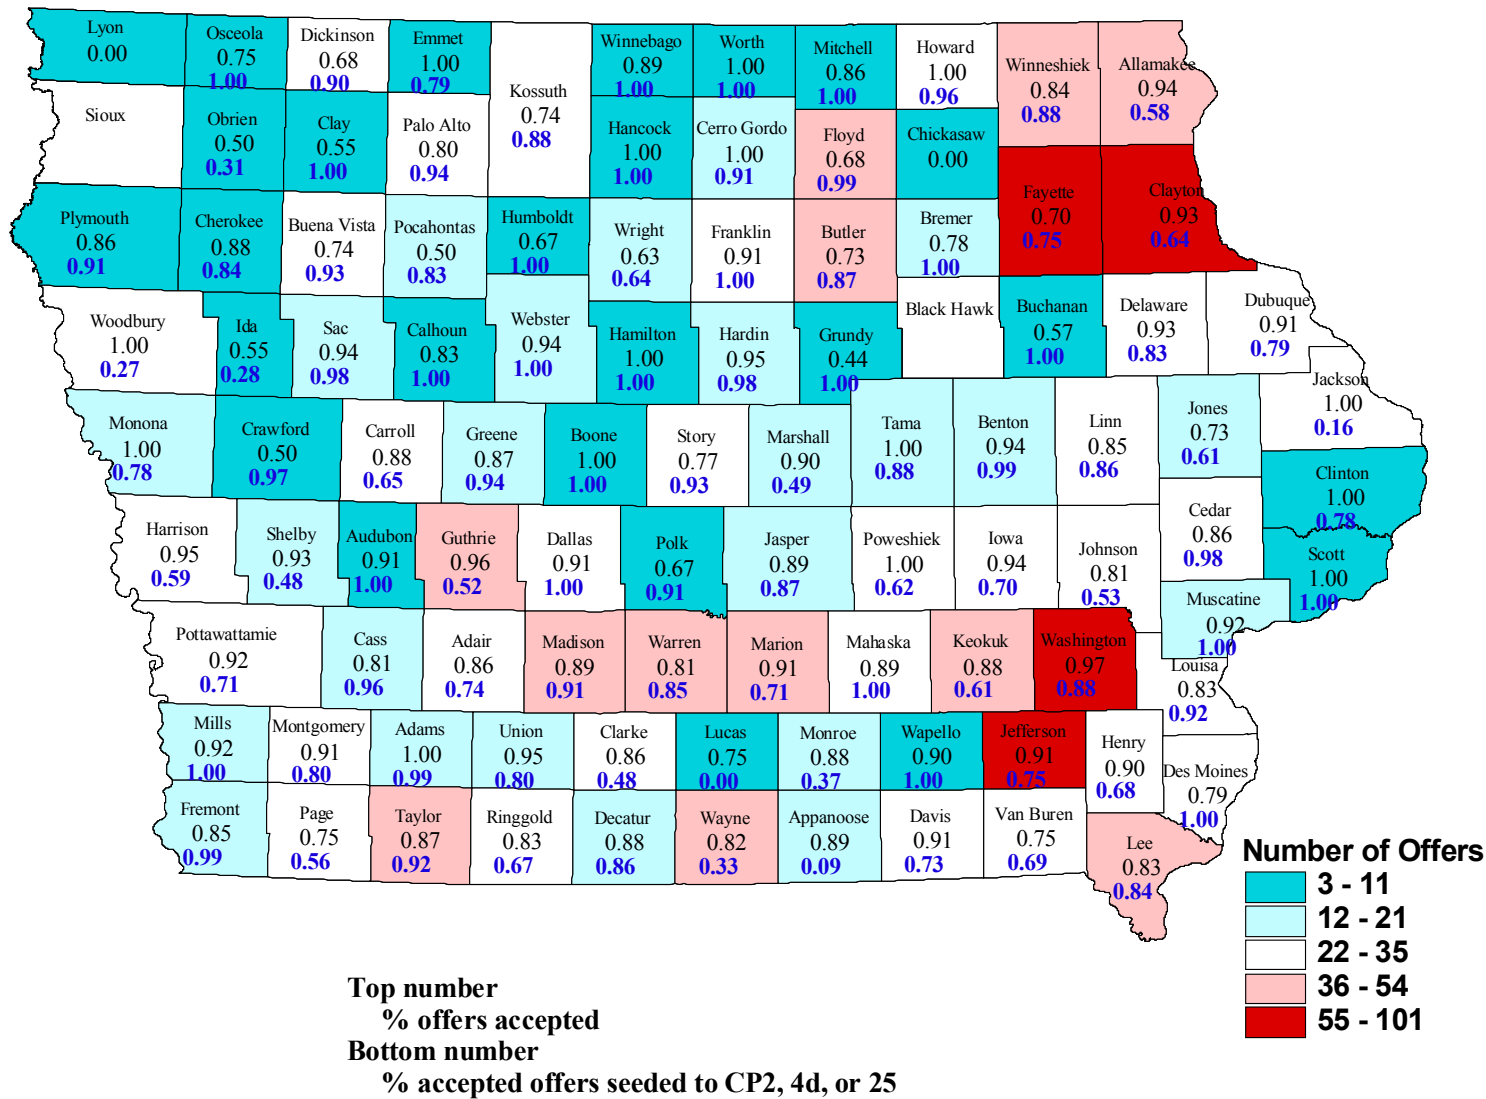 Lyon
0.00
Osceola
0.75
1.00
Dickinson
0.68
0.90
Emmet
1.00
0.79
Kossuth
0.74
0.88
Winnebago
0.89
1.00
Worth
1.00
1.00
Mitchell
0.86
1.00
Howard
1.00
0.96
Winneshiek
0.84
0.88
Allamakee
0.94
0.58
Sioux
Obrien
0.50
0.31
Clay
0.55
1.00
Palo Alto
0.80
0.94
Hancock
1.00
1.00
Cerro Gordo
1.00
0.91
Floyd
0.68
0.99
Chickasaw
0.00
Fayette
0.70
0.75
Clayton
0.93
0.64
Plymouth
0.86
0.91
Cherokee
0.88
0.84
Buena Vista
0.74
0.93
Pocahontas
0.50
0.83
Humboldt
0.67
1.00
Wright
0.63
0.64
Franklin
0.91
1.00
Butler
0.73
0.87
Bremer
0.78
1.00
Woodbury
1.00
0.27
Ida
0.55
0.28
Sac
0.94
0.98
Calhoun
0.83
1.00
Webster
0.94
1.00
Hamilton
1.00
1.00
Hardin
0.95
0.98
Grundy
0.44
1.00
Black Hawk
Buchanan
0.57
1.00
Delaware
0.93
0.83
Dubuque
0.91
0.79
Monona
1.00
0.78
Crawford
0.50
0.97
Carroll
0.88
0.65
Greene
0.87
0.94
Boone
1.00
1.00
Story
0.77
0.93
Marshall
0.90
0.49
Tama
1.00
0.88
Benton
0.94
0.99
Linn
0.85
0.86
Jones
0.73
0.61
Jackson
1.00
0.16
Clinton
1.00
0.78
Harrison
0.95
0.59
Shelby
0.93
0.48
Audubon
0.91
1.00
Guthrie
0.96
0.52
Dallas
0.91
1.00
Polk
0.67
0.91
Jasper
0.89
0.87
Poweshiek
1.00
0.62
Iowa
0.94
0.70
Johnson
0.81
0.53
Cedar
0.86
0.98
Scott
1.00
1.00
Muscatine
0.92
1.00
Pottawattamie
0.92
0.71
Cass
0.81
0.96
Adair
0.86
0.74
Madison
0.89
0.91
Warren
0.81
0.85
Marion
0.91
0.71
Mahaska
0.89
1.00
Keokuk
0.88
0.61
Washington
0.97
0.88
Louisa
0.83
0.92
Mills
0.92
1.00
Montgomery
0.91
0.80
Adams
1.00
0.99
Union
0.95
0.80
Clarke
0.86
0.48
Lucas
0.75
0.00
Monroe
0.88
0.37
Wapello
0.90
1.00
Jefferson
0.91
0.75
Henry
0.90
0.68
Des Moines
0.79
1.00
Fremont
0.85
0.99
Page
0.75
0.56
Taylor
0.87
0.92
Ringgold
0.83
0.67
Decatur
0.88
0.86
Wayne
0.82
0.33
Appanoose
0.89
0.09
Davis
0.91
0.73
Van Buren
0.75
0.69
Lee
0.83
0.84
Number of Offers
3 - 11
12 - 21
22 - 35
36 - 54
55 - 101
Top number
% offers accepted
Bottom number
% accepted offers seeded to CP2, 4d, or 25